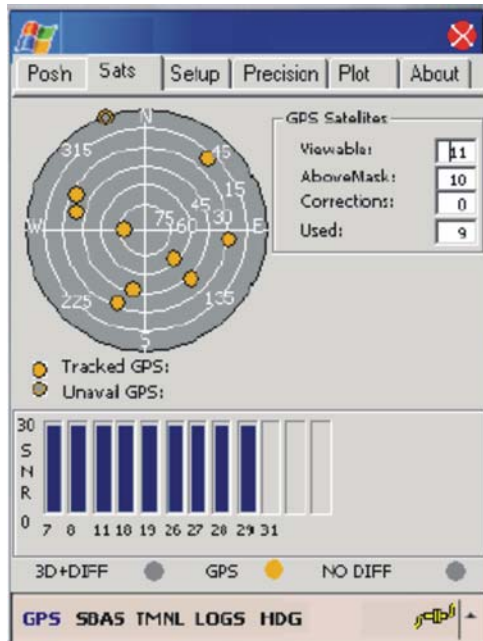 Posn Sats Setup Precision Plot About
GPS Satellites
Viewable: 11
AboveMask: 10
Corrections: 0
Used: 9
N
315 45
15
75 60 45 30
W E
225 135
S
Tracked GPS:
Unaval GPS:
30
S
N
R
0
7 8 11 18 19 26 27 28 29 31
3D+DIFF GPS NO DIFF
GPS SBAS TMNL LOGS HDG